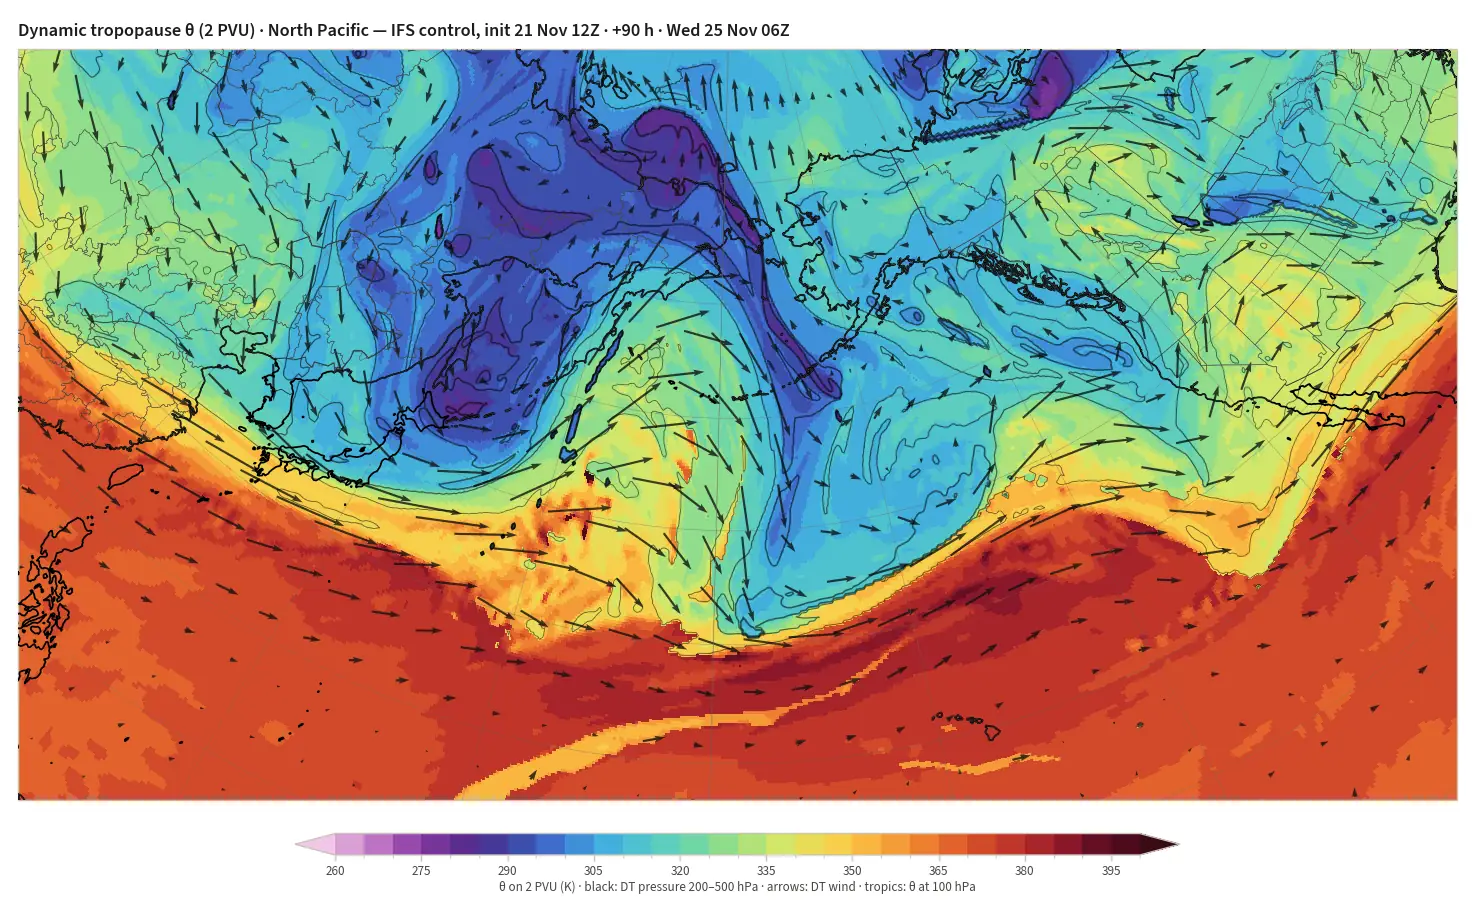 Dynamic tropopause θ (2 PVU) · North Pacific — IFS control, init 21 Nov 12Z · +90 h · Wed 25 Nov 06Z
260 275 290 305 320 335 350 365 380 395
θ on 2 PVU (K) · black: DT pressure 200–500 hPa · arrows: DT wind · tropics: θ at 100 hPa